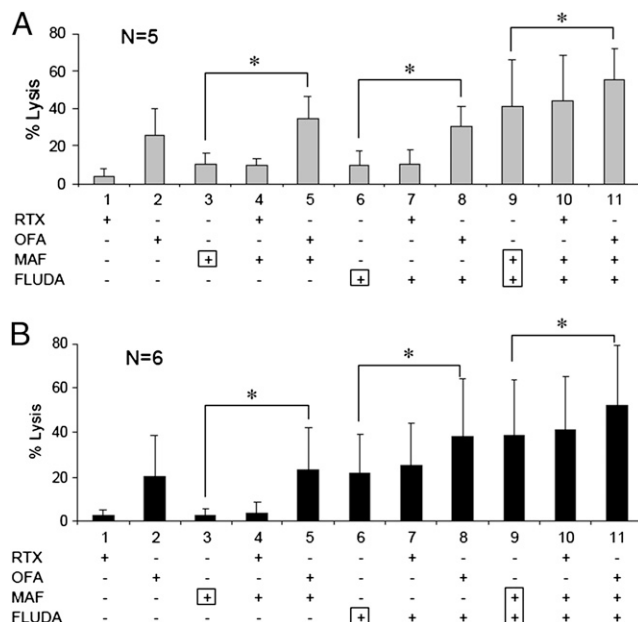 A
N=5
* * *
80
60
40
20
0
% Lysis
1 2 3 4 5 6 7 8 9 10 11
RTX + - - + - - + - - + -
OFA - + - - + - - + - - +
MAF - - + + + - - - + + +
FLUDA - - - - - + + + + + +
B
N=6
* * *
80
60
40
20
0
% Lysis
1 2 3 4 5 6 7 8 9 10 11
RTX + - - + - - + - - + -
OFA - + - - + - - + - - +
MAF - - + + + - - - + + +
FLUDA - - - - - + + + + + +